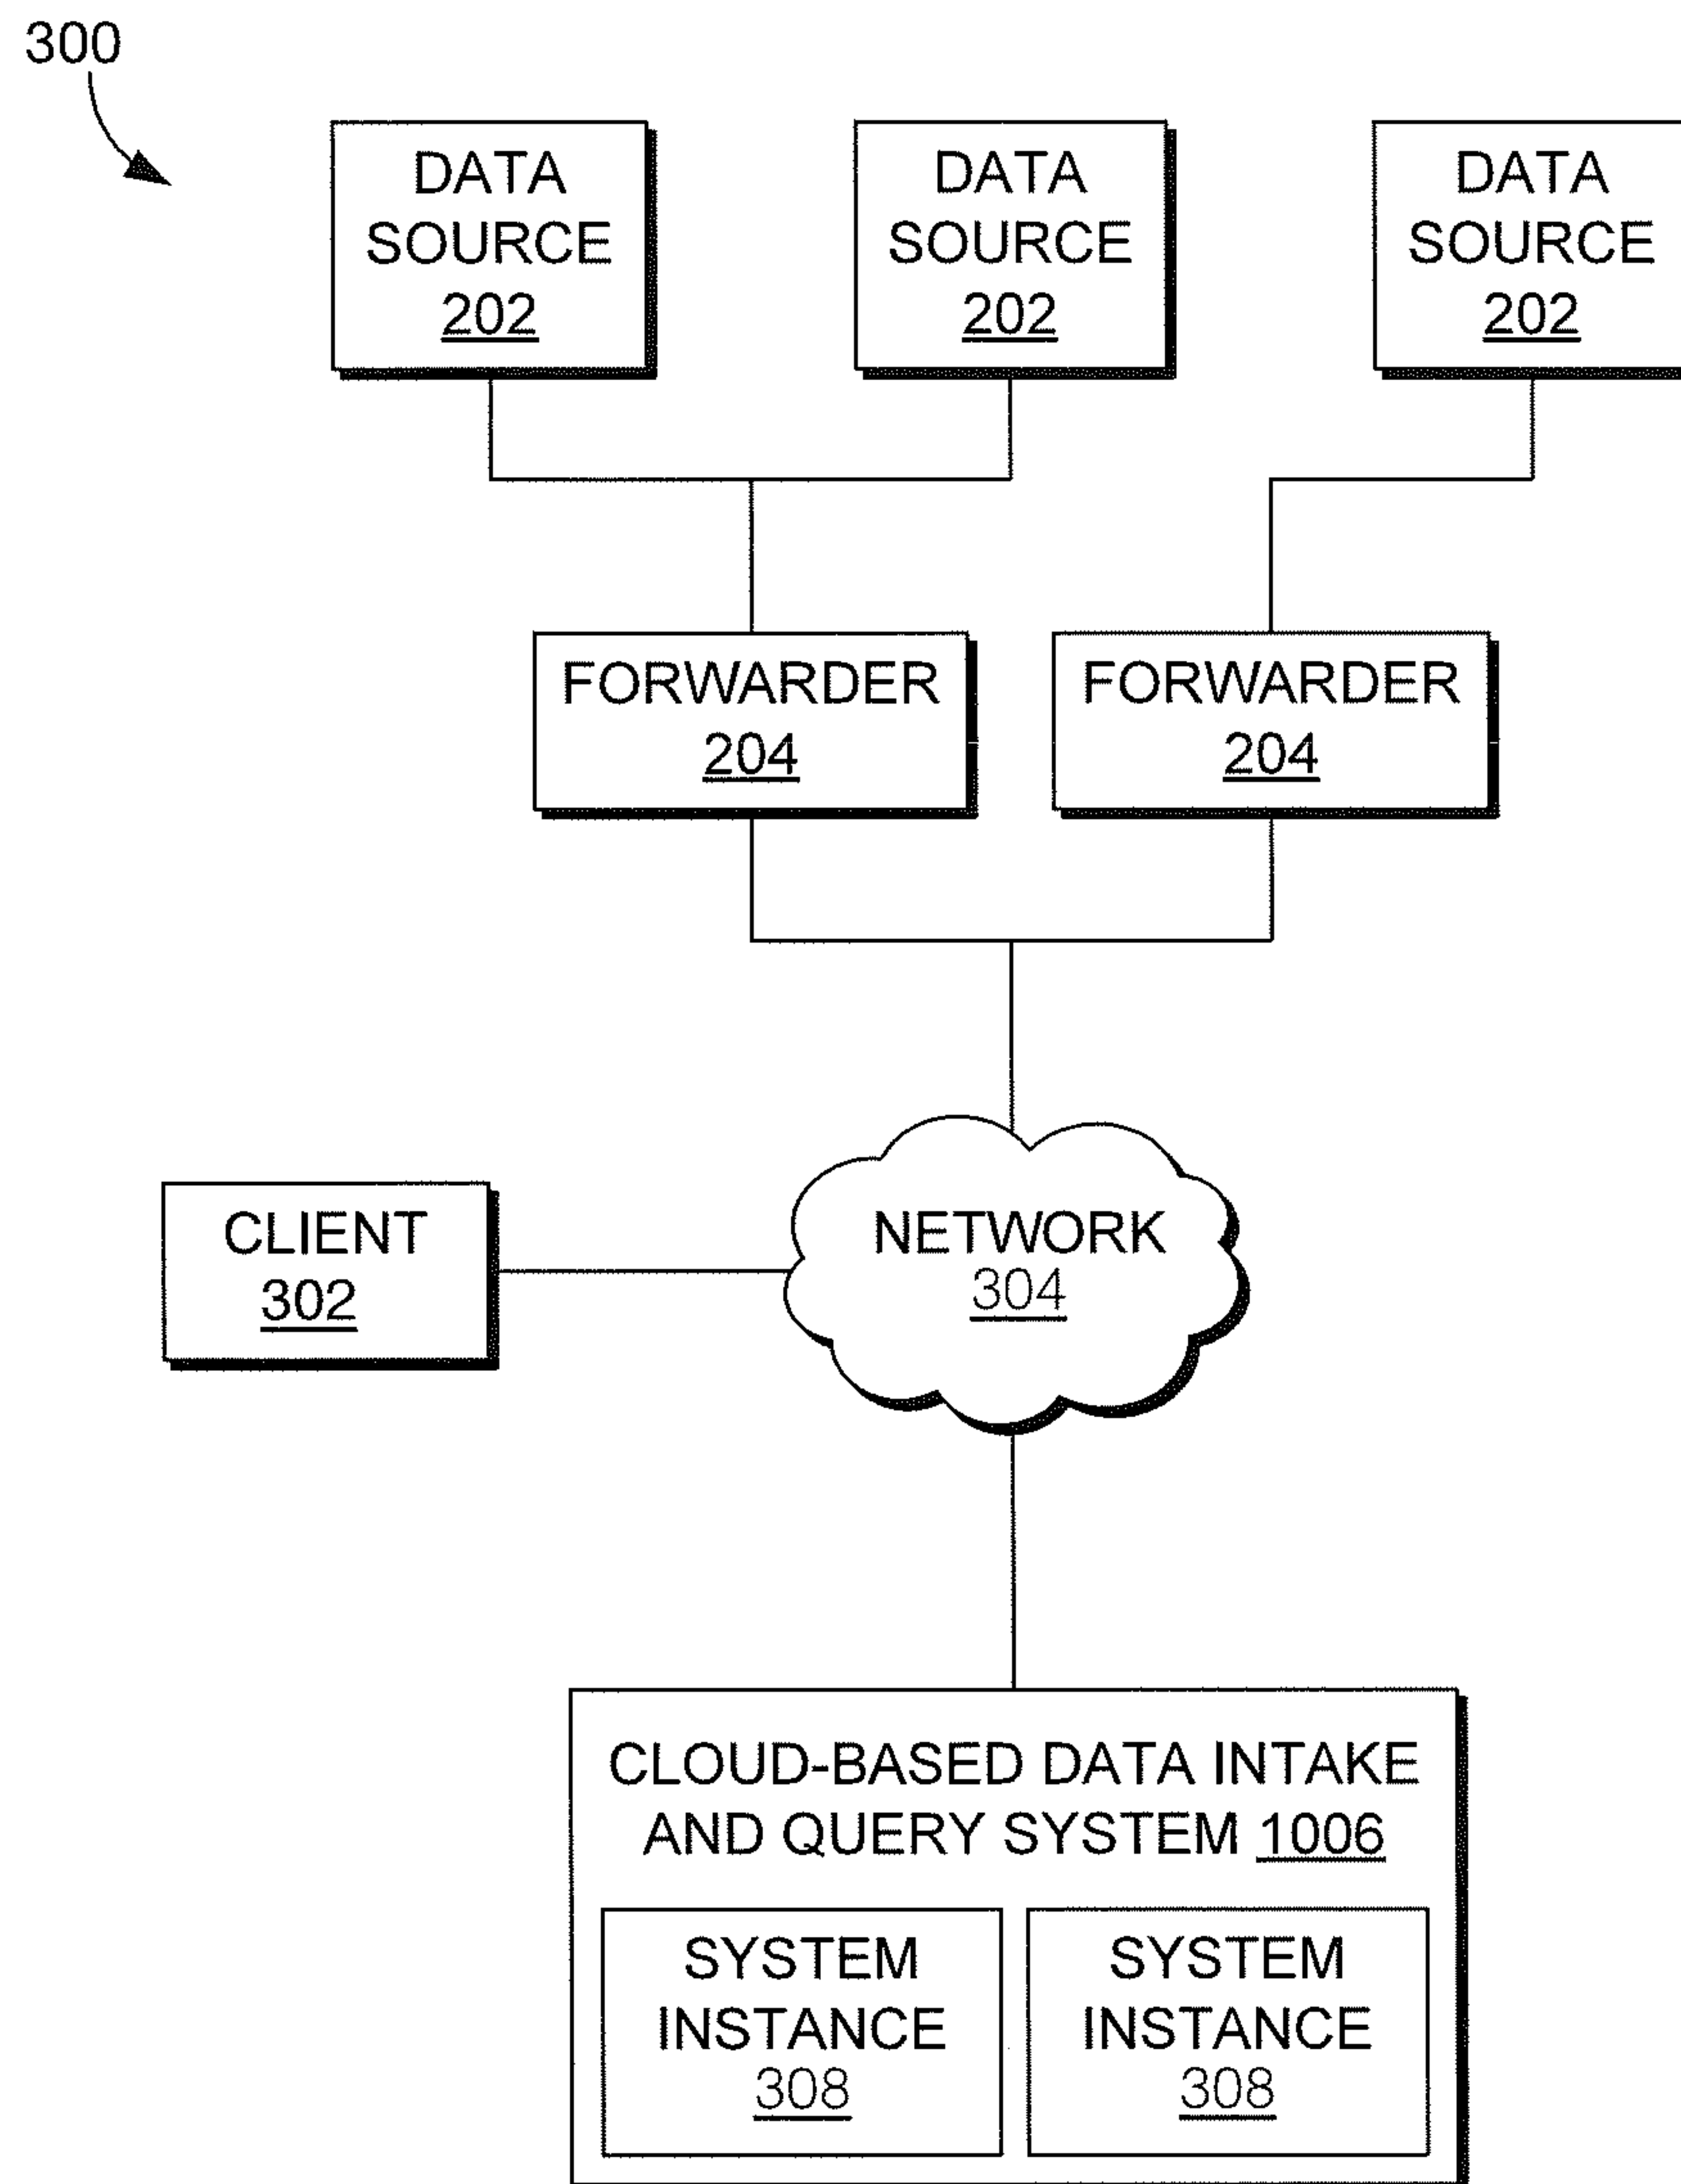 300
DATA
SOURCE
202
DATA
SOURCE
202
DATA
SOURCE
202
FORWARDER
204
FORWARDER
204
CLIENT
302
NETWORK
304
CLOUD-BASED DATA INTAKE
AND QUERY SYSTEM 1006
SYSTEM
INSTANCE
308
SYSTEM
INSTANCE
308